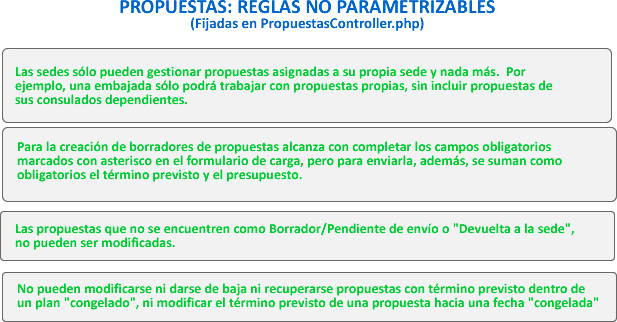 PROPUESTAS: REGLAS NO PARAMETRIZABLES
(Fijadas en PropuestasController.php)
Las sedes sólo pueden gestionar propuestas asignadas a su propia sede y nada más. Por
ejemplo, una embajada sólo podrá trabajar con propuestas propias, sin incluir propuestas de
sus consulados dependientes.
Para la creación de borradores de propuestas alcanza con completar los campos obligatorios
marcados con asterisco en el formulario de carga, pero para enviarla, además, se suman como
obligatorios el término previsto y el presupuesto.
Las propuestas que no se encuentren como Borrador/Pendiente de envío o "Devuelta a la sede",
no pueden ser modificadas.
No pueden modificarse ni darse de baja ni recuperarse propuestas con término previsto dentro de
un plan "congelado", ni modificar el término previsto de una propuesta hacia una fecha "congelada"